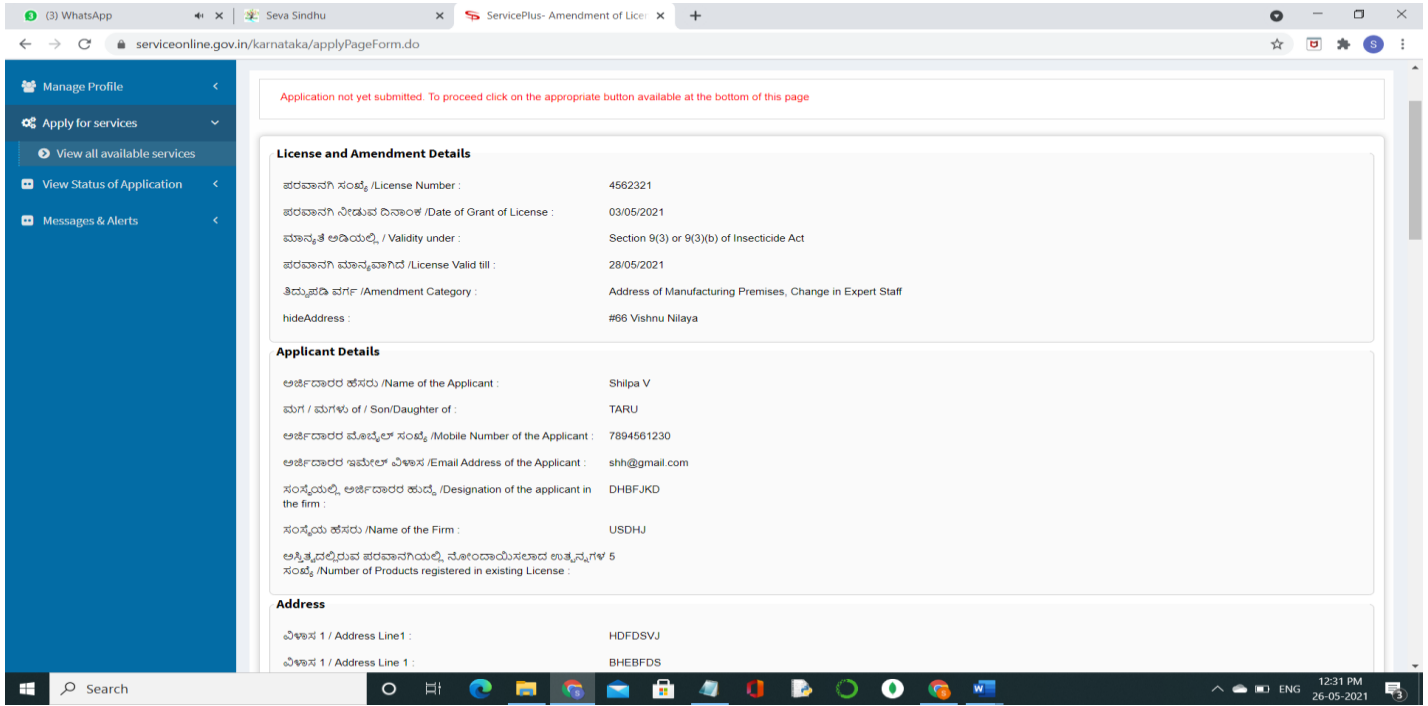 (3) WhatsApp
Seva Sindhu
ServicePlus- Amendment of Licen
serviceonline.gov.in/karnataka/applyPageForm.do
S
Manage Profile
Apply for services
View all available services
View Status of Application
Messages & Alerts
Application not yet submitted. To proceed click on the appropriate button available at the bottom of this page
License and Amendment Details
ಪರವಾನಗಿ ಸಂಖ್ಯೆ /License Number : 4562321
ಪರವಾನಗಿ ನೀಡುವ ದಿನಾಂಕ /Date of Grant of License : 03/05/2021
ಮಾನ್ಯತೆ ಅಡಿಯಲ್ಲಿ / Validity under : Section 9(3) or 9(3)(b) of Insecticide Act
ಪರವಾನಗಿ ಮಾನ್ಯವಾಗಿದೆ /License Valid till : 28/05/2021
ತಿದ್ದುಪಡಿ ವರ್ಗ /Amendment Category : Address of Manufacturing Premises, Change in Expert Staff
hideAddress : #66 Vishnu Nilaya
Applicant Details
ಅರ್ಜಿದಾರರ ಹೆಸರು /Name of the Applicant : Shilpa V
ಮಗ / ಮಗಳು of / Son/Daughter of : TARU
ಅರ್ಜಿದಾರರ ಮೊಬೈಲ್ ಸಂಖ್ಯೆ /Mobile Number of the Applicant : 7894561230
ಅರ್ಜಿದಾರರ ಇಮೇಲ್ ವಿಳಾಸ /Email Address of the Applicant : shh@gmail.com
ಸಂಸ್ಥೆಯಲ್ಲಿ ಅರ್ಜಿದಾರರ ಹುದ್ದೆ /Designation of the applicant in DHBFJKD
the firm :
ಸಂಸ್ಥೆಯ ಹೆಸರು /Name of the Firm : USDHJ
ಅಸ್ತಿತ್ವದಲ್ಲಿರುವ ಪರವಾನಗಿಯಲ್ಲಿ ನೋಂದಾಯಿಸಲಾದ ಉತ್ಪನ್ನಗಳ 5
ಸಂಖ್ಯೆ /Number of Products registered in existing License :
Address
ವಿಳಾಸ 1 / Address Line1 : HDFDSVJ
ವಿಳಾಸ 1 / Address Line 1 : BHEBFDS
Search
ENG
12:31 PM
26-05-2021
3